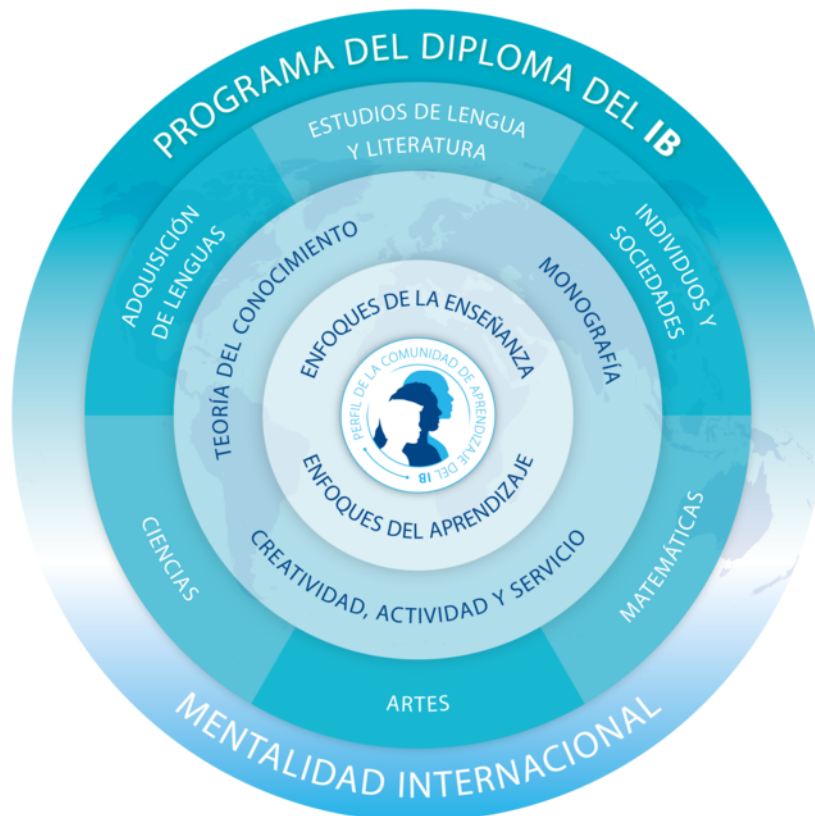 PROGRAMA DEL DIPLOMA DEL IB
ESTUDIOS DE LENGUA
Y LITERATURA
ADQUISICIÓN
DE LENGUAS
INDIVIDUOS Y
SOCIEDADES
TEORÍA DEL CONOCIMIENTO
MONOGRAFÍA
ENFOQUES DE LA ENSEÑANZA
PERFIL DE LA COMUNIDAD DE APRENDIZAJE DEL IB
ENFOQUES DEL APRENDIZAJE
CREATIVIDAD, ACTIVIDAD Y SERVICIO
CIENCIAS
MATEMÁTICAS
ARTES
MENTALIDAD INTERNACIONAL